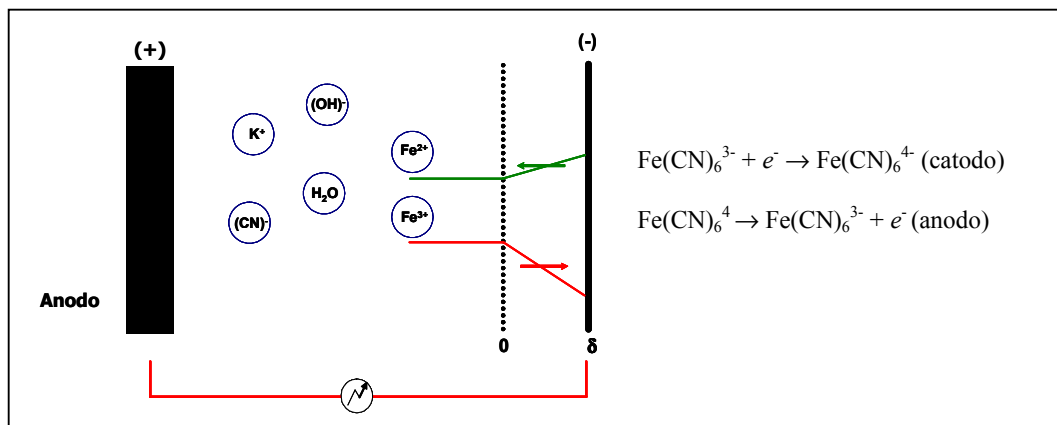 (+)
(-)
(OH)⁻
K⁺
Fe²⁺
H₂O
(CN)⁻
Fe³⁺
Fe(CN)₆³⁻ + e⁻ → Fe(CN)₆⁴⁻ (catodo)
Fe(CN)₆⁴ → Fe(CN)₆³⁻ + e⁻ (anodo)
Anodo
0
δ